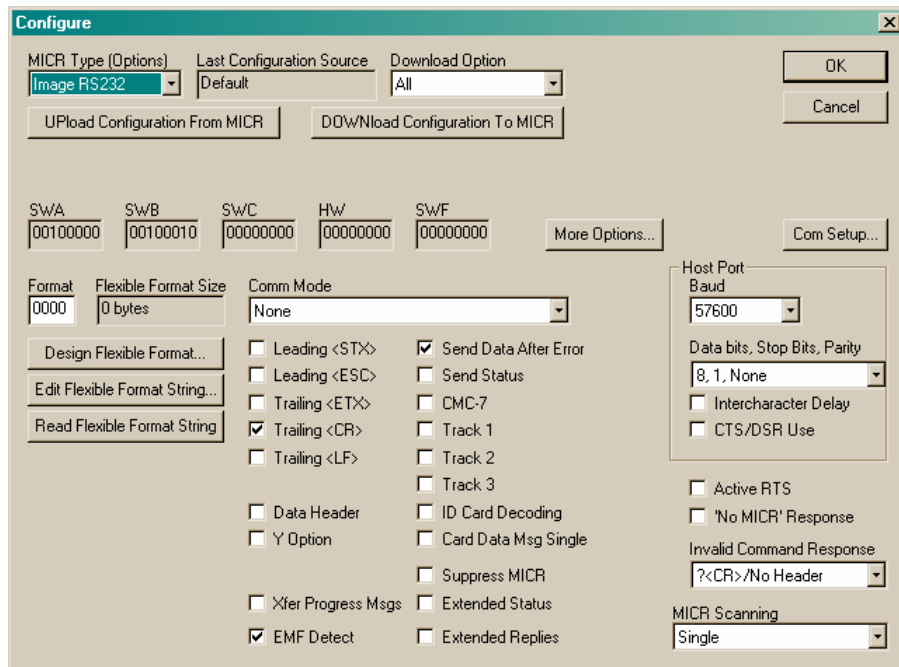 Configure
MICR Type (Options) Last Configuration Source Download Option
Image RS232 Default All OK
UPload Configuration From MICR DOWNload Configuration To MICR Cancel
SWA SWB SWC HW SWF
00100000 00100010 00000000 00000000 00000000 More Options... Com Setup...
Format Flexible Format Size Comm Mode Host Port
0000 0 bytes None Baud
57600
Design Flexible Format... Leading <STX> Send Data After Error Data bits, Stop Bits, Parity
Edit Flexible Format String... Leading <ESC> Send Status 8, 1, None
Trailing <ETX> CMC-7 Intercharacter Delay
Read Flexible Format String Trailing <CR> Track 1 CTS/DSR Use
Trailing <LF> Track 2
Track 3 Active RTS
Data Header ID Card Decoding 'No MICR' Response
Y Option Card Data Msg Single Invalid Command Response
Suppress MICR ?<CR>/No Header
Xfer Progress Msgs Extended Status MICR Scanning
EMF Detect Extended Replies Single